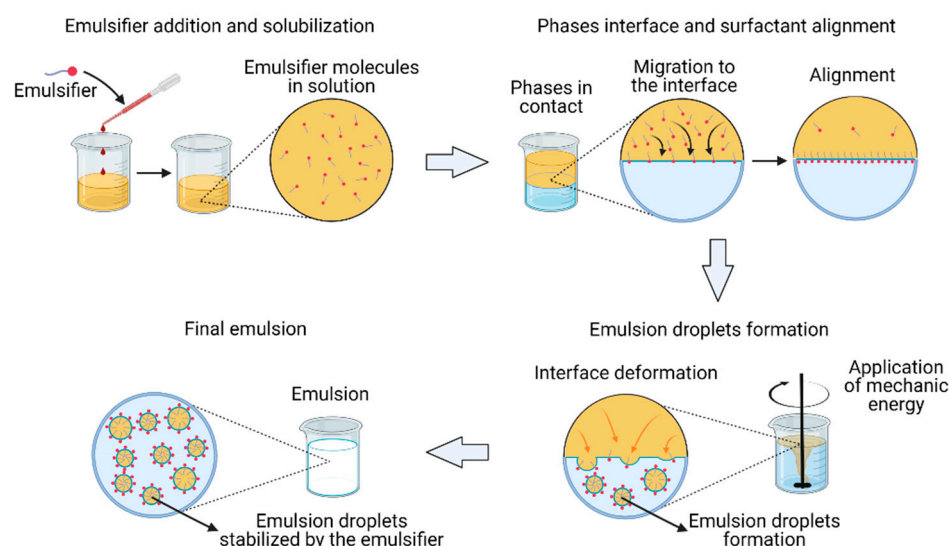 Emulsifier addition and solubilization
Emulsifier
Emulsifier molecules
in solution
Phases interface and surfactant alignment
Phases in
contact
Migration to
the interface
Alignment
Emulsion droplets formation
Interface deformation
Application
of mechanic
energy
Emulsion droplets
formation
Final emulsion
Emulsion
Emulsion droplets
stabilized by the emulsifier